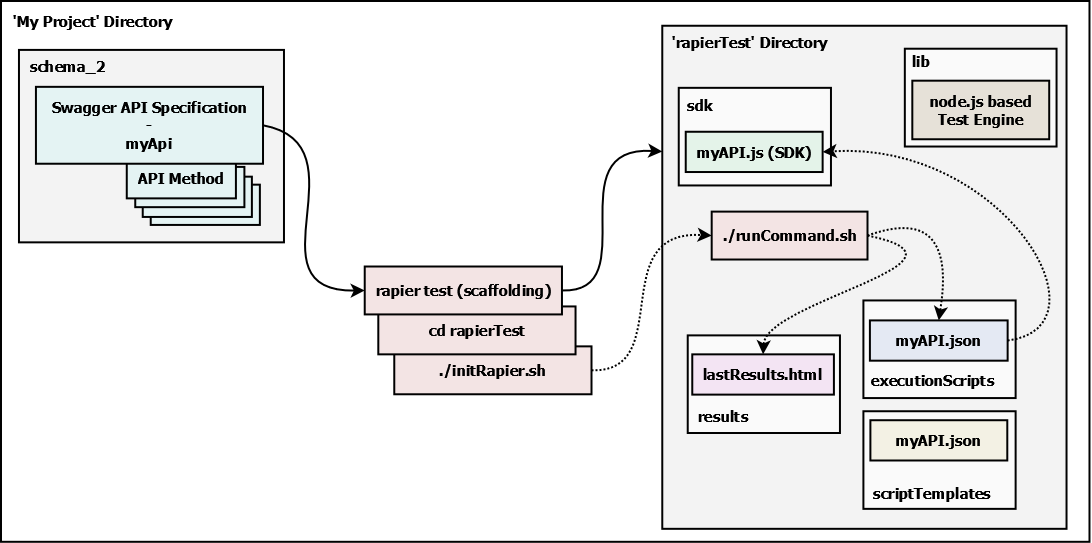 'My Project' Directory
schema_2
Swagger API Specification
-
myApi
API Method
rapier test (scaffolding)
cd rapierTest
./initRapier.sh
'rapierTest' Directory
lib
node.js based
Test Engine
sdk
myAPI.js (SDK)
./runCommand.sh
myAPI.json
executionScripts
lastResults.html
results
myAPI.json
scriptTemplates